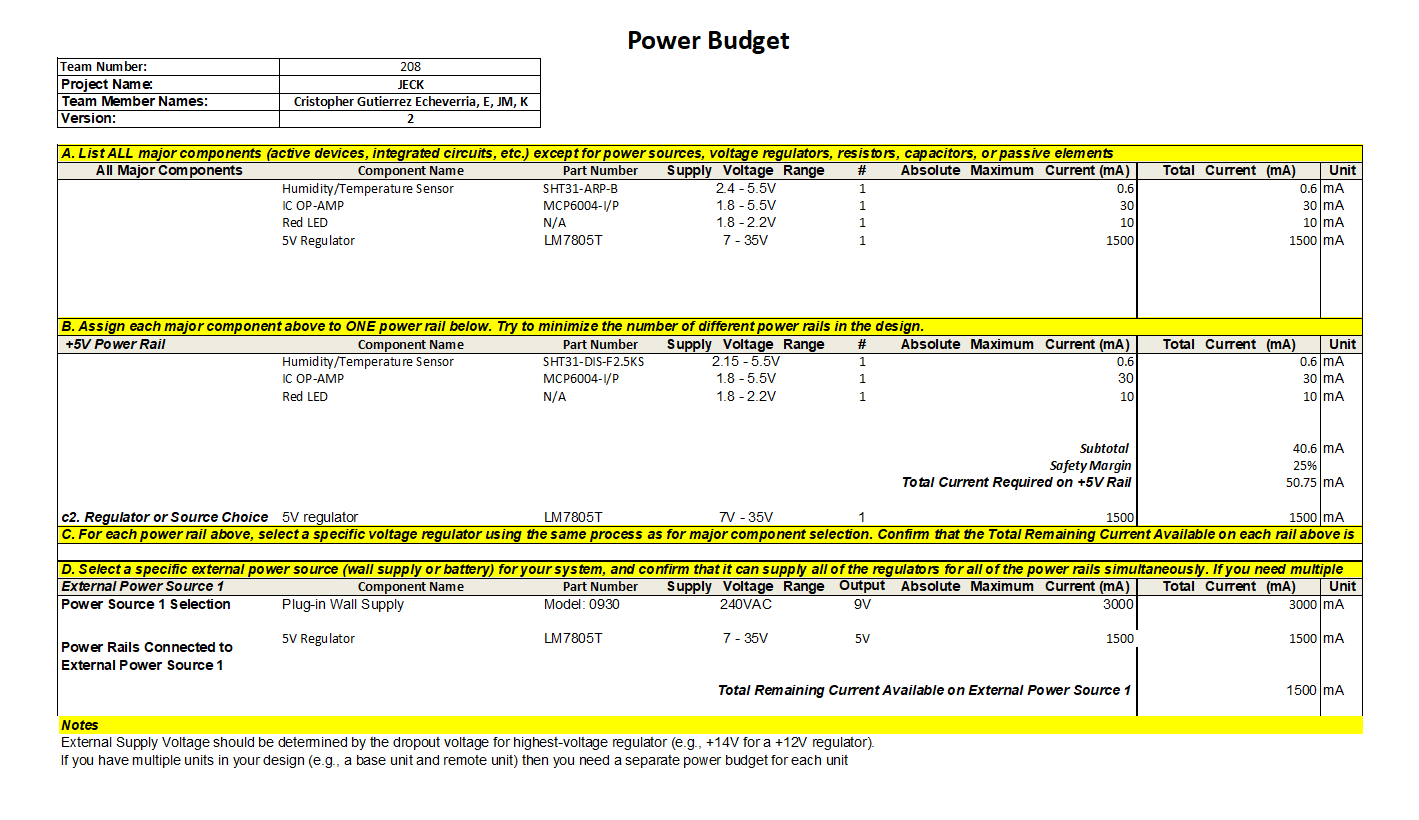 Power Budget
Team Number: 208
Project Name: JECK
Team Member Names: Cristopher Gutierrez Echeverria, E, JM, K
Version: 2
A. List ALL major components (active devices, integrated circuits, etc.) except for power sources, voltage regulators, resistors, capacitors, or passive elements
All Major Components Component Name Part Number Supply Voltage Range # Absolute Maximum Current (mA) Total Current (mA) Unit
Humidity/Temperature Sensor SHT31-ARP-B 2.4 - 5.5V 1 0.6 0.6 mA
IC OP-AMP MCP6004-I/P 1.8 - 5.5V 1 30 30 mA
Red LED N/A 1.8 - 2.2V 1 10 10 mA
5V Regulator LM7805T 7 - 35V 1 1500 1500 mA
B. Assign each major component above to ONE power rail below. Try to minimize the number of different power rails in the design.
+5V Power Rail Component Name Part Number Supply Voltage Range # Absolute Maximum Current (mA) Total Current (mA) Unit
Humidity/Temperature Sensor SHT31-DIS-F2.5KS 2.15 - 5.5V 1 0.6 0.6 mA
IC OP-AMP MCP6004-I/P 1.8 - 5.5V 1 30 30 mA
Red LED N/A 1.8 - 2.2V 1 10 10 mA
Subtotal 40.6 mA
Safety Margin 25%
Total Current Required on +5V Rail 50.75 mA
c2. Regulator or Source Choice 5V regulator LM7805T 7V - 35V 1 1500 1500 mA
C. For each power rail above, select a specific voltage regulator using the same process as for major component selection. Confirm that the Total Remaining Current Available on each rail above is
D. Select a specific external power source (wall supply or battery) for your system, and confirm that it can supply all of the regulators for all of the power rails simultaneously. If you need multiple
External Power Source 1 Component Name Part Number Supply Voltage Range Output Absolute Maximum Current (mA) Total Current (mA) Unit
Power Source 1 Selection Plug-in Wall Supply Model: 0930 240VAC 9V 3000 3000 mA
5V Regulator LM7805T 7 - 35V 5V 1500 1500 mA
Power Rails Connected to
External Power Source 1
Total Remaining Current Available on External Power Source 1 1500 mA
Notes
External Supply Voltage should be determined by the dropout voltage for highest-voltage regulator (e.g., +14V for a +12V regulator).
If you have multiple units in your design (e.g., a base unit and remote unit) then you need a separate power budget for each unit